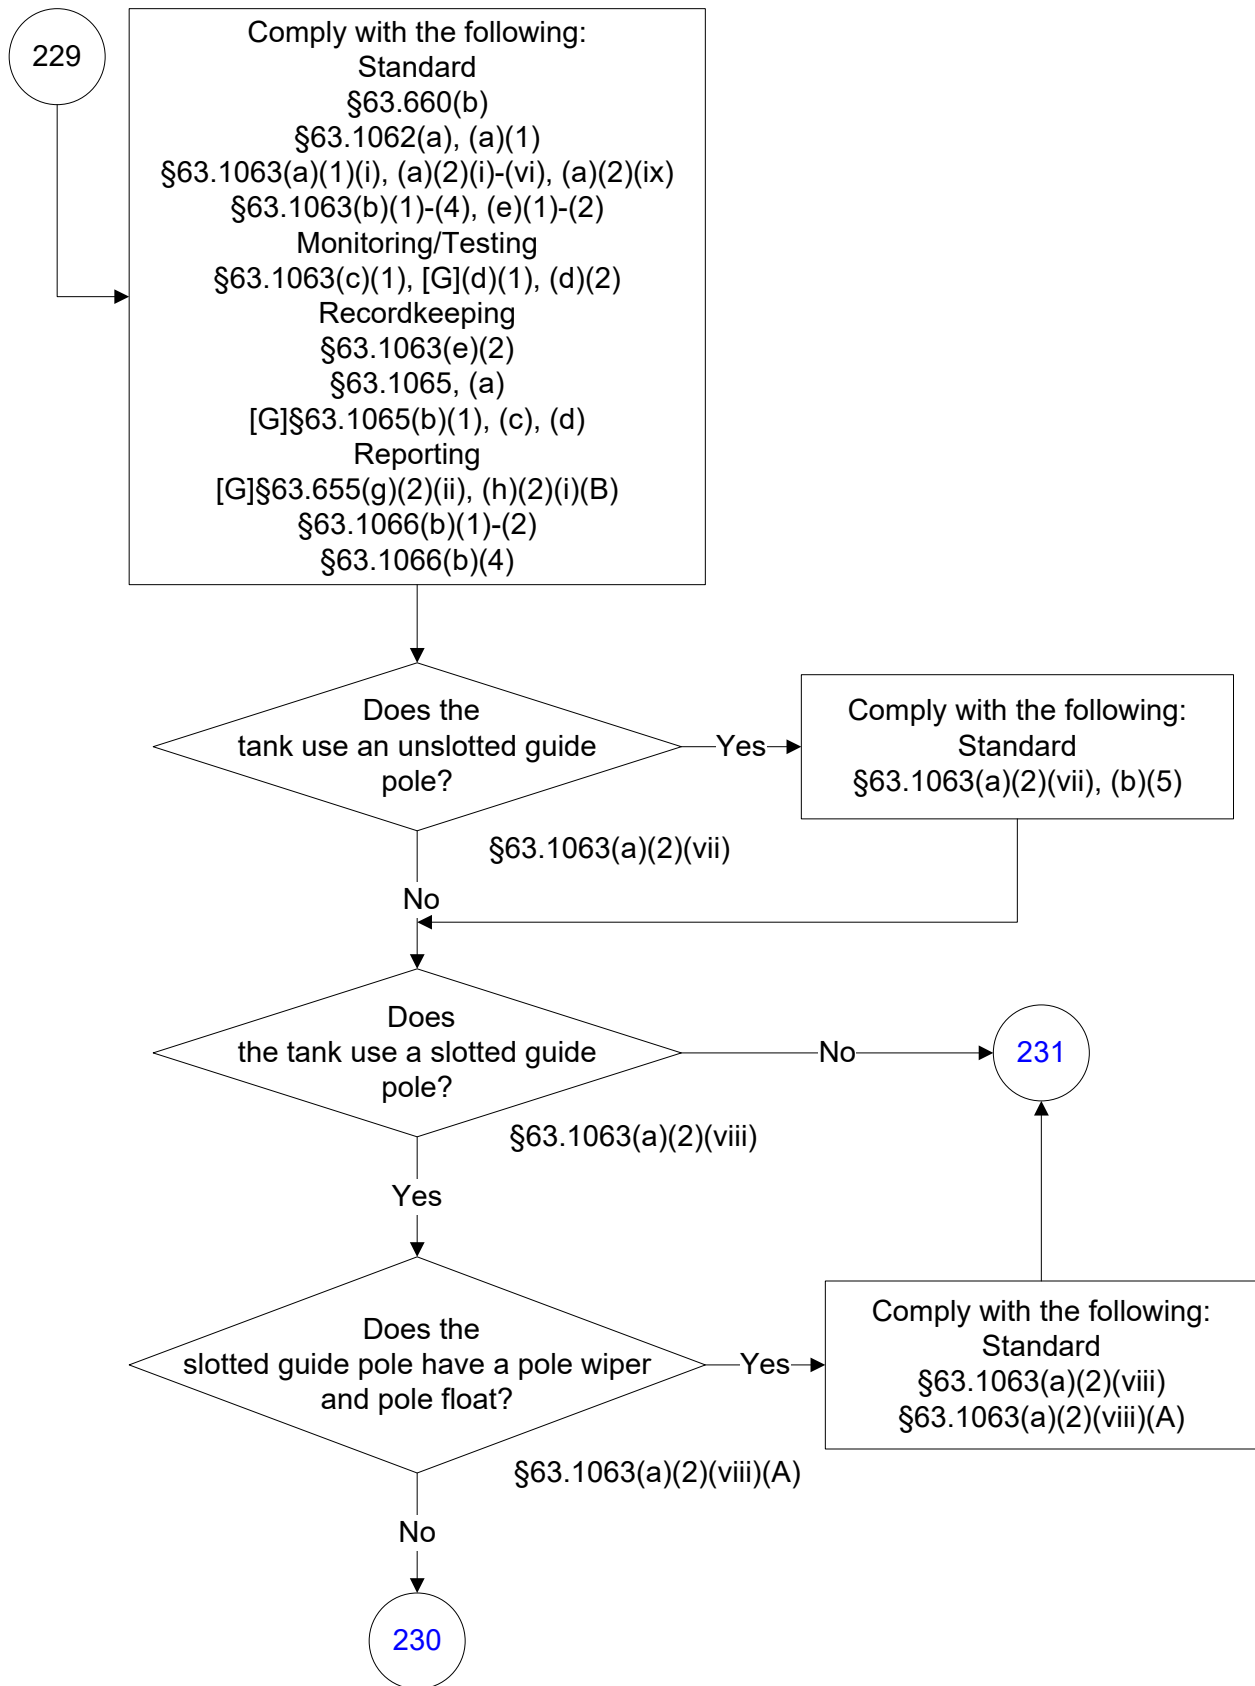 229
Comply with the following:
Standard
§63.660(b)
§63.1062(a), (a)(1)
§63.1063(a)(1)(i), (a)(2)(i)-(vi), (a)(2)(ix)
§63.1063(b)(1)-(4), (e)(1)-(2)
Monitoring/Testing
§63.1063(c)(1), [G](d)(1), (d)(2)
Recordkeeping
§63.1063(e)(2)
§63.1065, (a)
[G]§63.1065(b)(1), (c), (d)
Reporting
[G]§63.655(g)(2)(ii), (h)(2)(i)(B)
§63.1066(b)(1)-(2)
§63.1066(b)(4)
Does the
tank use an unslotted guide
pole?
Yes
Comply with the following:
Standard
§63.1063(a)(2)(vii), (b)(5)
§63.1063(a)(2)(vii)
No
Does
the tank use a slotted guide
pole?
No
231
§63.1063(a)(2)(viii)
Yes
Does the
slotted guide pole have a pole wiper
and pole float?
Yes
Comply with the following:
Standard
§63.1063(a)(2)(viii)
§63.1063(a)(2)(viii)(A)
§63.1063(a)(2)(viii)(A)
No
230